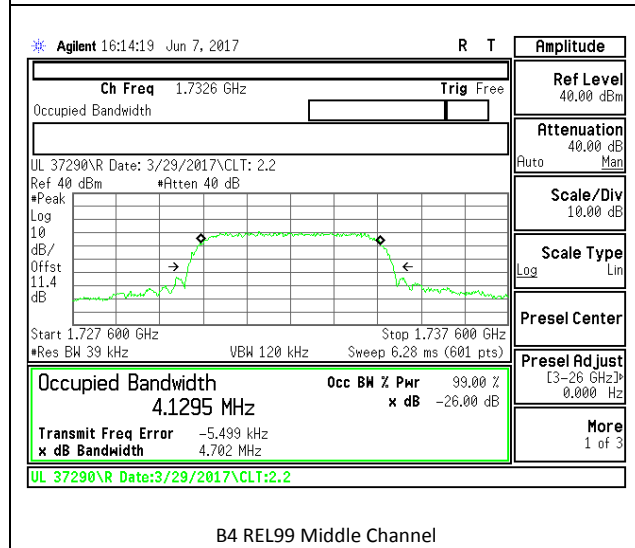 Agilent 16:14:19 Jun 7, 2017 R T
Amplitude
Ch Freq 1.7326 GHz Trig Free
Occupied Bandwidth
Ref Level
40.00 dBm
Attenuation
40.00 dB
Auto Man
Scale/Div
10.00 dB
Scale Type
Log Lin
Presel Center
Presel Adjust
[3-26 GHz]
0.000 Hz
More
1 of 3
UL 37290\R Date: 3/29/2017\CLT: 2.2
Ref 40 dBm #Atten 40 dB
#Peak
Log
10
dB/
Offst
11.4
dB
Start 1.727 600 GHz Stop 1.737 600 GHz
#Res BW 39 kHz VBW 120 kHz Sweep 6.28 ms (601 pts)
Occupied Bandwidth Occ BW % Pwr 99.00 %
4.1295 MHz x dB -26.00 dB
Transmit Freq Error -5.499 kHz
x dB Bandwidth 4.702 MHz
UL 37290\R Date:3/29/2017\CLT:2.2
B4 REL99 Middle Channel